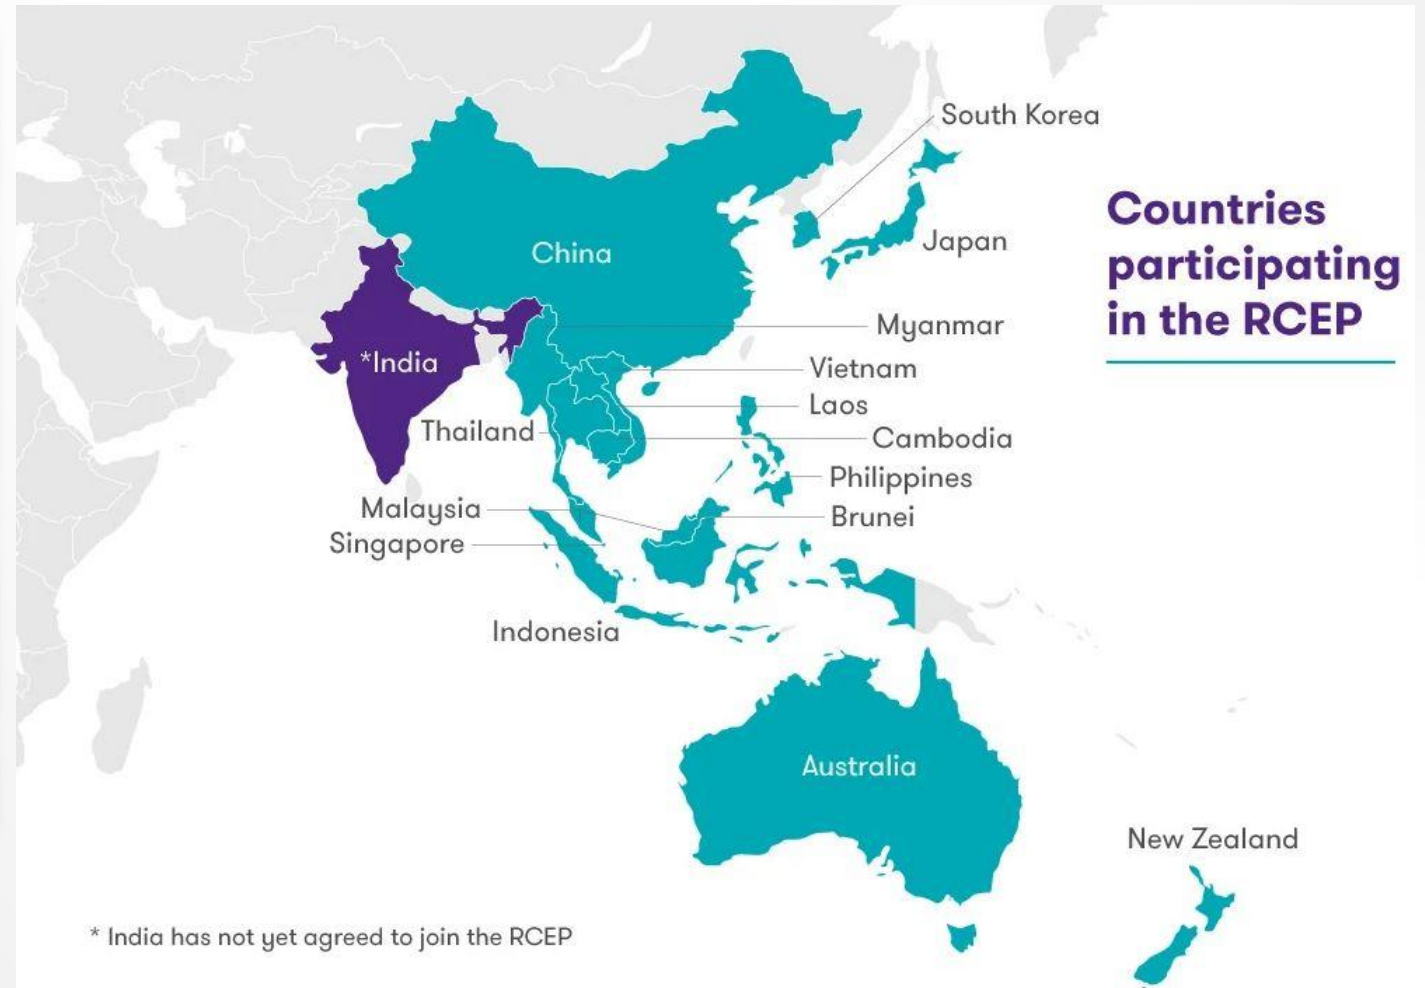 South Korea
Countries
participating
in the RCEP
Japan
China
Myanmar
*India
Vietnam
Laos
Thailand
Cambodia
Philippines
Malaysia
Brunei
Singapore
Indonesia
Australia
New Zealand
* India has not yet agreed to join the RCEP